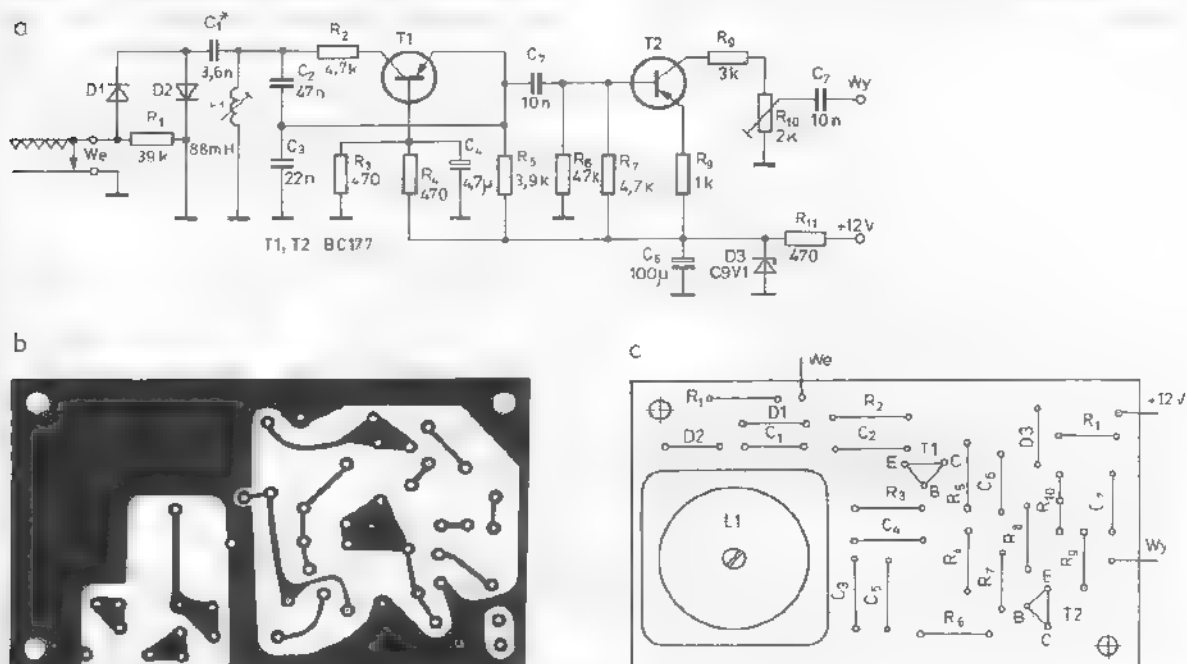 a
C1*
3,6n
R2
4,7k
T1
C7
10n
T2
R9
3k
C7
10n
Wy
D1
D2
C2
47n
R10
2k
R1
39k
We
88mH
C3
22n
R3
470
R4
470
C4
4,7µ
R5
3,9k
R6
47k
R7
4,7k
R9
1k
T1, T2 BC177
C6
100µ
D3
C9V1
R11
470
+12V
b
c
We
R1
D1
R2
D2
C1
C2
E
T1
C
B
D3
R1
+12V
R3
R5
C6
R10
C7
L1
C4
R8
R7
R9
Wy
C3
C5
E
B
T2
C
R6